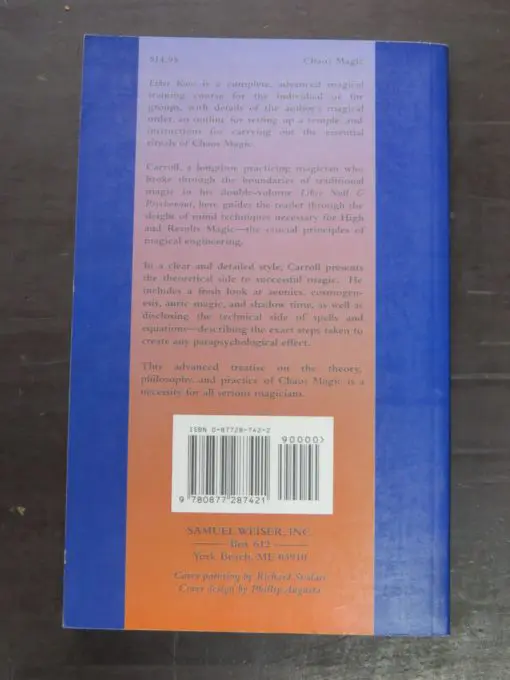 $14.95 Chaos Magic
Liber Kaos is a complete, advanced magical
training course for the individual or for
groups, with details of the author's magical
order, an outline for setting up a temple and
instructions for carrying out the essential
rituals of Chaos Magic.
Carroll, a longtime practicing magician who
broke through the boundaries of traditional
magic in his double-volume Liber Null &
Psychonaut, here guides the reader through the
sleight of mind techniques necessary for High
and Results Magic—the crucial principles of
magical engineering.
In a clear and detailed style, Carroll presents
the theoretical side to successful magic. He
includes a fresh look at aeonics, cosmogen-
esis, auric magic, and shadow time, as well as
disclosing the technical side of spells and
equations—describing the exact steps taken to
create any parapsychological effect.
This advanced treatise on the theory,
philosophy, and practice of Chaos Magic is a
necessity for all serious magicians.
ISBN 0-87728-742-2
90000>
9 780877 287421
SAMUEL WEISER, INC.
Box 612
York Beach, ME 03910
Cover painting by Richard
Cover design by Phillip Augusta